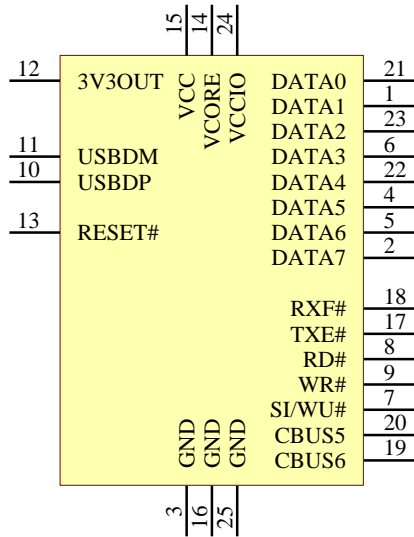 15 14 24
VCC VCORE VCCIO
12 3V3OUT DATA0 21
DATA1 1
DATA2 23
11 USBDM DATA3 6
10 USBDP DATA4 22
DATA5 4
13 RESET# DATA6 5
DATA7 2
RXF# 18
TXE# 17
RD# 8
WR# 9
SI/WU# 7
CBUS5 20
CBUS6 19
GND GND GND
3 16 25